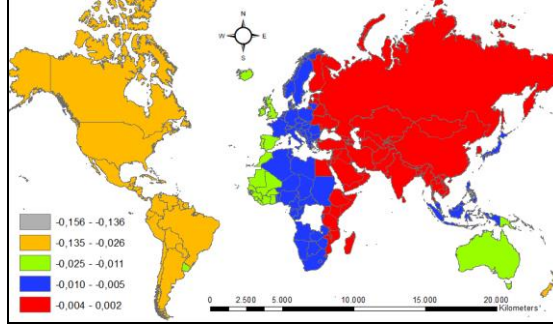 N
W E
S
-0,156 - -0,136
-0,135 - -0,026
-0,025 - -0,011
-0,010 - -0,005
-0,004 - 0,002
0 2.500 5.000 10.000 15.000 20.000
Kilometers